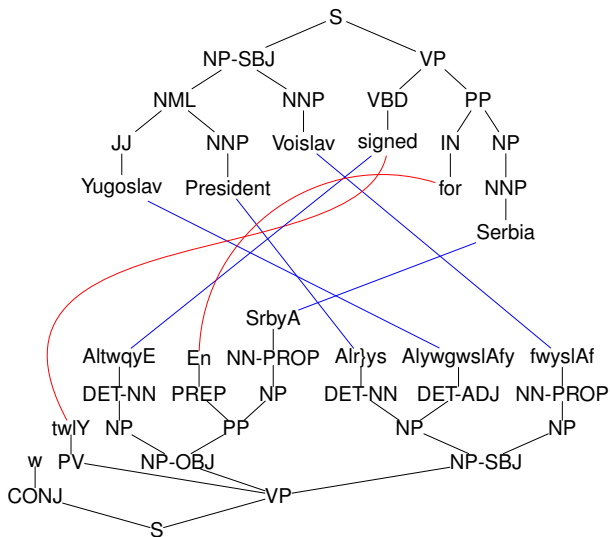 S
NP-SBJ VP
NML NNP VBD PP
JJ NNP Voislav signed IN NP
Yugoslav President for NNP
Serbia
SrbyA
AltwqyE En NN-PROP Alr}ys AlywgwslAfy fwyslAf
DET-NN PREP NP DET-NN DET-ADJ NN-PROP
twlY NP PP NP NP
w PV NP-OBJ NP-SBJ
CONJ VP
S